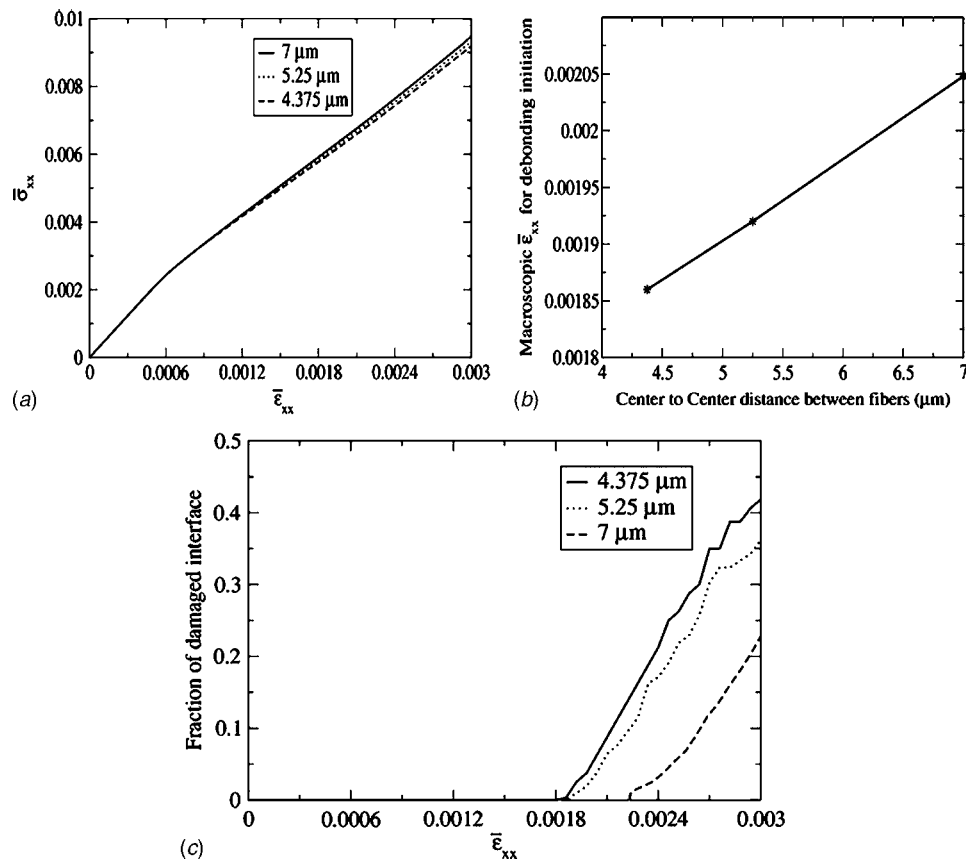 0.01
0.008
0.006
0.004
0.002
0
σ̅xx
7 μm
5.25 μm
4.375 μm
0 0.0006 0.0012 0.0018 0.0024 0.003
ε̅xx
(a)
Macroscopic ε̅xx for debonding initiation
0.00205
0.002
0.00195
0.0019
0.00185
0.0018
4 4.5 5 5.5 6 6.5 7
Center to Center distance between fibers (μm)
(b)
Fraction of damaged interface
0.5
0.4
0.3
0.2
0.1
0
4.375 μm
5.25 μm
7 μm
0 0.0006 0.0012 0.0018 0.0024 0.003
ε̅xx
(c)